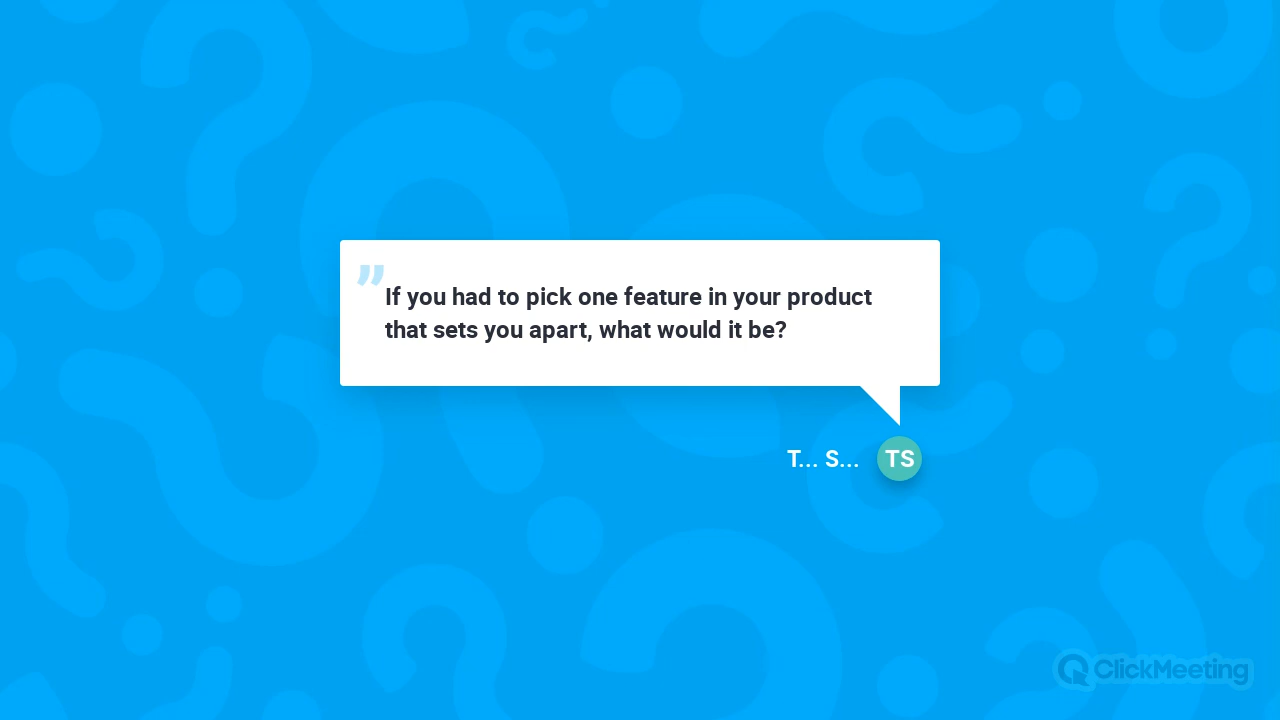 If you had to pick one feature in your product
that sets you apart, what would it be?
T... S...
TS
ClickMeeting